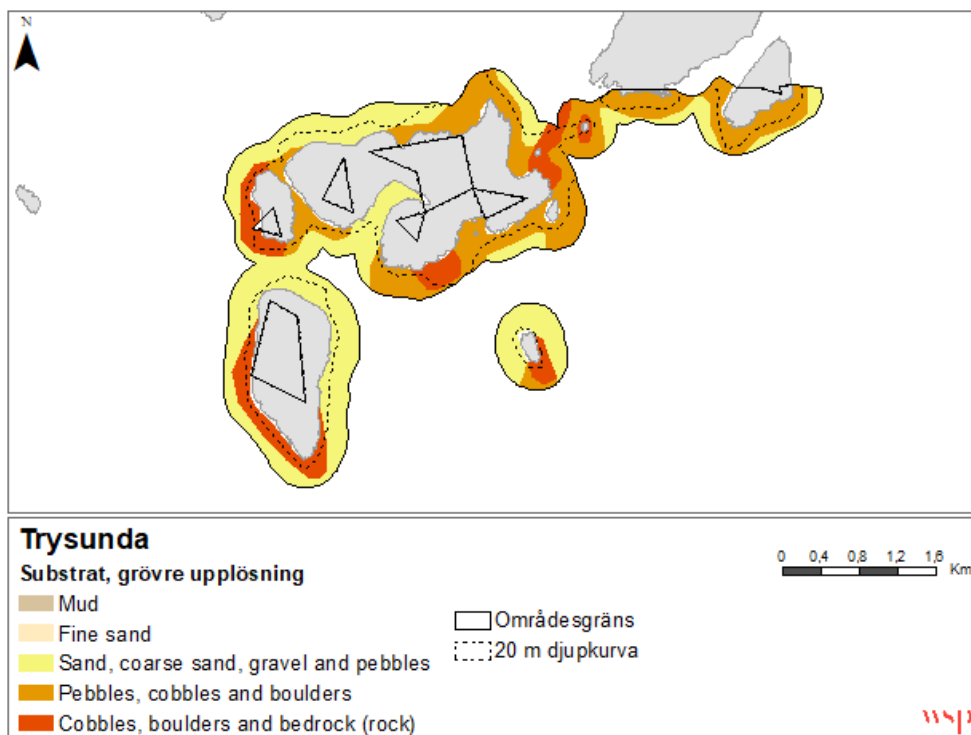 N
Trysunda
Substrat, grövre upplösning
Mud
Fine sand
Sand, coarse sand, gravel and pebbles
Pebbles, cobbles and boulders
Cobbles, boulders and bedrock (rock)
Områdesgräns
20 m djupkurva
0 0,4 0,8 1,2 1,6
Km
wsp